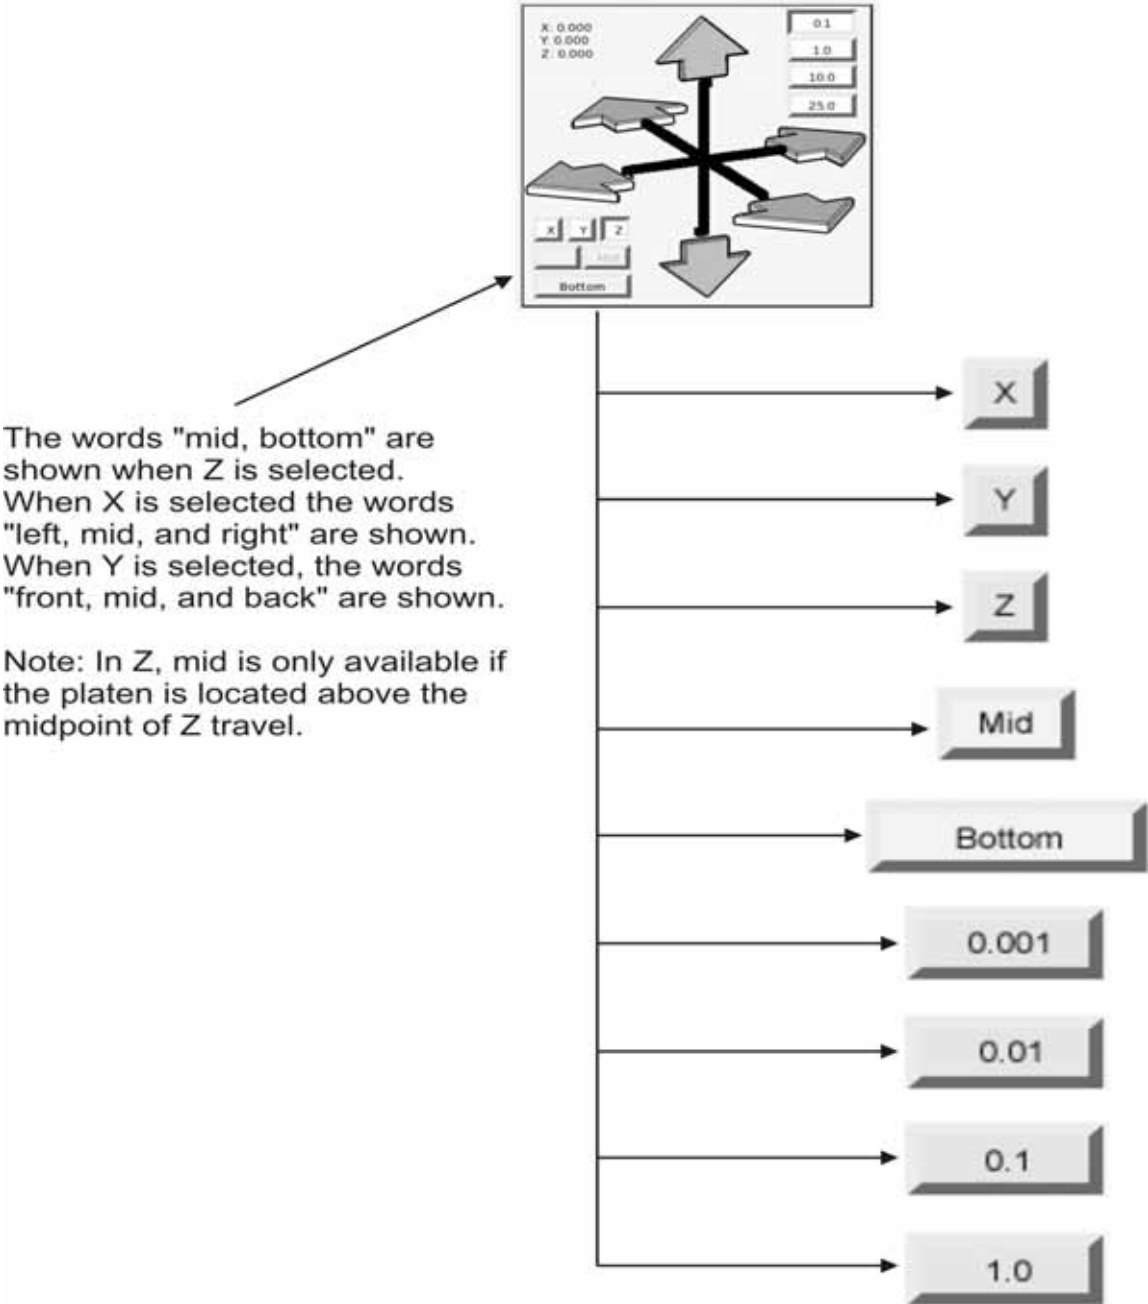 X: 0.000
Y: 0.000
Z: 0.000
0.1
1.0
10.0
25.0
X Y Z
Mid
Bottom
The words "mid, bottom" are
shown when Z is selected.
When X is selected the words
"left, mid, and right" are shown.
When Y is selected, the words
"front, mid, and back" are shown.
Note: In Z, mid is only available if
the platen is located above the
midpoint of Z travel.
X
Y
Z
Mid
Bottom
0.001
0.01
0.1
1.0